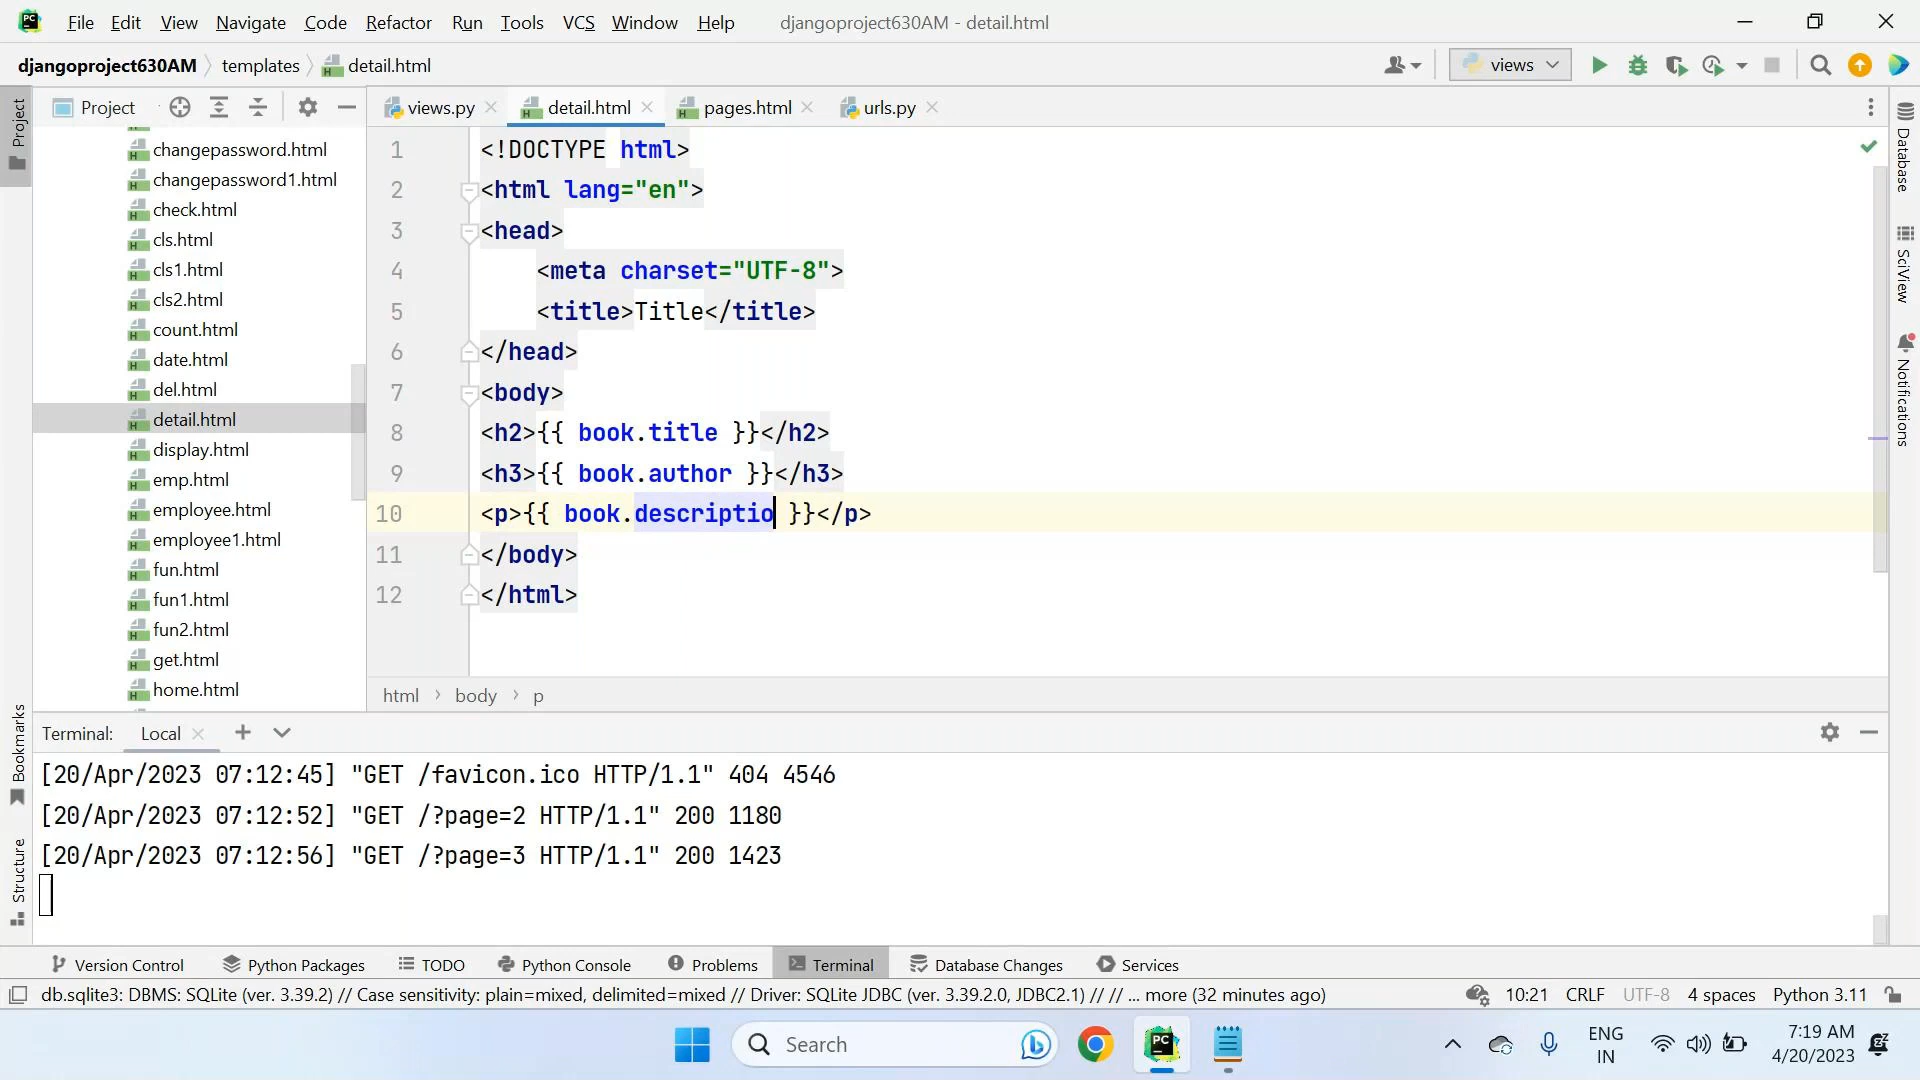 File Edit View Navigate Code Refactor Run Tools VCS Window Help djangoproject630AM - detail.html
djangoproject630AM templates detail.html views
Project views.py detail.html pages.html urls.py
changepassword.html
changepassword1.html
check.html
cls.html
cls1.html
cls2.html
count.html
date.html
del.html
detail.html
display.html
emp.html
employee.html
employee1.html
fun.html
fun1.html
fun2.html
get.html
home.html
1 <!DOCTYPE html>
2 <html lang="en">
3 <head>
4 <meta charset="UTF-8">
5 <title>Title</title>
6 </head>
7 <body>
8 <h2>{{ book.title }}</h2>
9 <h3>{{ book.author }}</h3>
10 <p>{{ book.descriptio }}</p>
11 </body>
12 </html>
html › body › p
Project
Bookmarks
Structure
Database
SciView
Notifications
Terminal: Local
[20/Apr/2023 07:12:45] "GET /favicon.ico HTTP/1.1" 404 4546
[20/Apr/2023 07:12:52] "GET /?page=2 HTTP/1.1" 200 1180
[20/Apr/2023 07:12:56] "GET /?page=3 HTTP/1.1" 200 1423
Version Control Python Packages TODO Python Console Problems Terminal Database Changes Services
db.sqlite3: DBMS: SQLite (ver. 3.39.2) // Case sensitivity: plain=mixed, delimited=mixed // Driver: SQLite JDBC (ver. 3.39.2.0, JDBC2.1) // // ... more (32 minutes ago) 10:21 CRLF UTF-8 4 spaces Python 3.11
Search
PC
ENG
IN
7:19 AM
4/20/2023